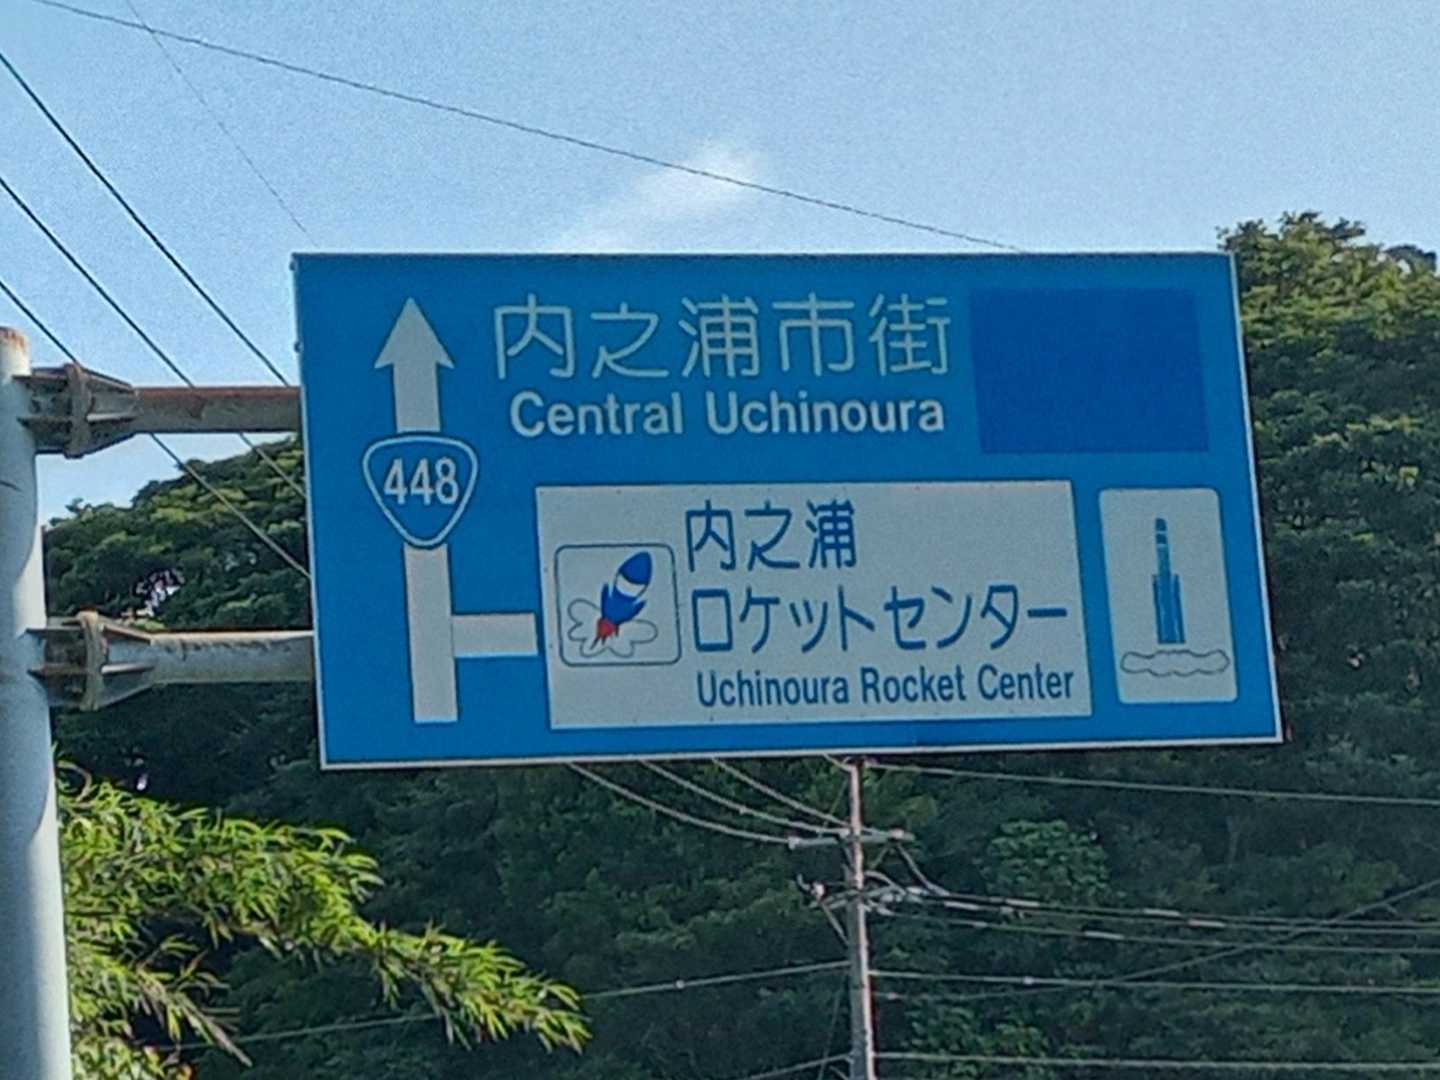 内之浦市街
Central Uchinoura
448
内之浦
ロケットセンター
Uchinoura Rocket Center